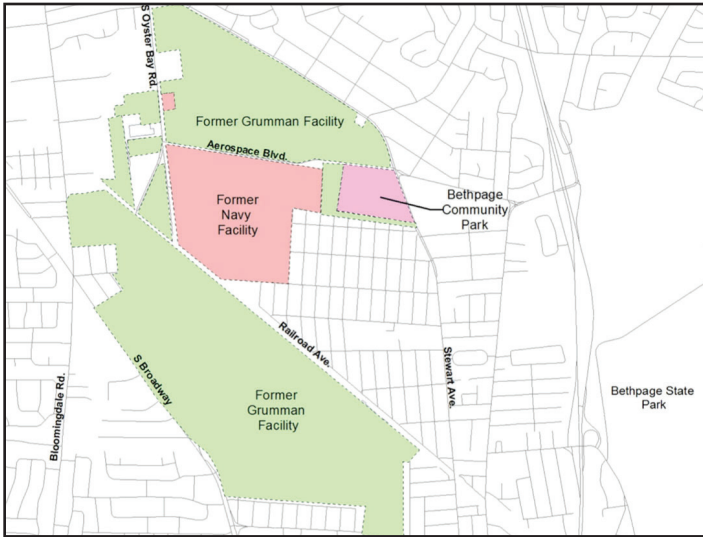 S Oyster Bay Rd.
Former Grumman Facility
Aerospace Blvd.
Former
Navy
Facility
Bethpage
Community
Park
Railroad Ave.
Stewart Ave.
S Broadway
Bloomingdale Rd.
Former
Grumman
Facility
Bethpage State
Park